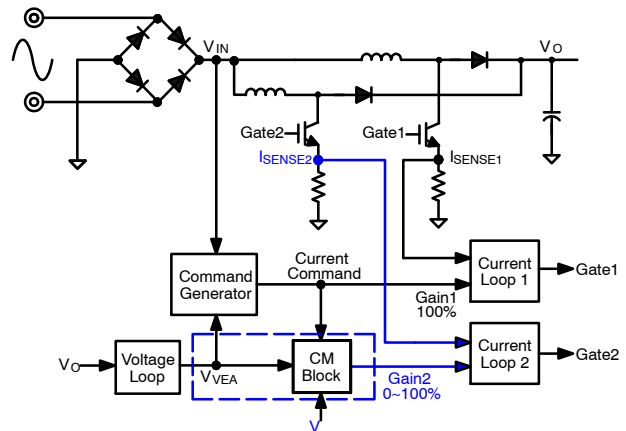 VIN
VO
Gate2
Gate1
ISENSE2
ISENSE1
Command
Generator
Current
Command
Gain1
100%
Current
Loop 1
Gate1
VO
Voltage
Loop
VVEA
CM
Block
Gain2
0~100%
Current
Loop 2
Gate2
V